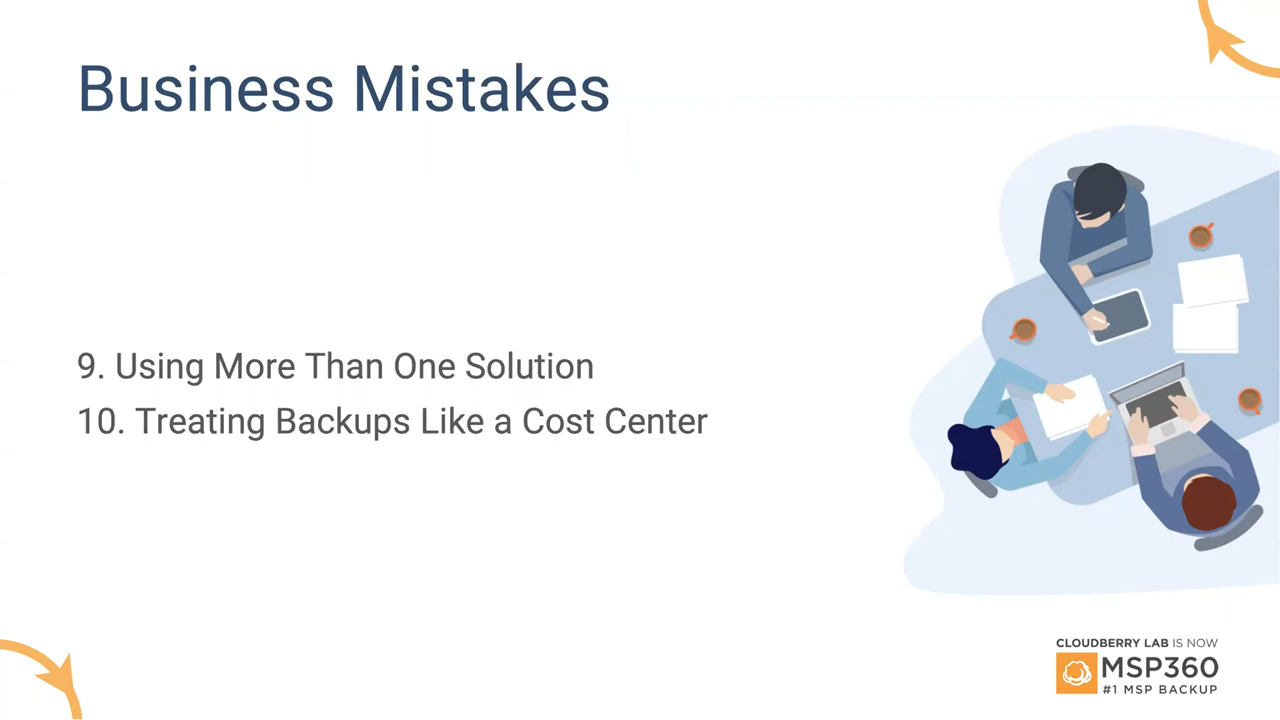 Business Mistakes
9. Using More Than One Solution
10. Treating Backups Like a Cost Center
CLOUDBERRY LAB IS NOW
MSP360
#1 MSP BACKUP